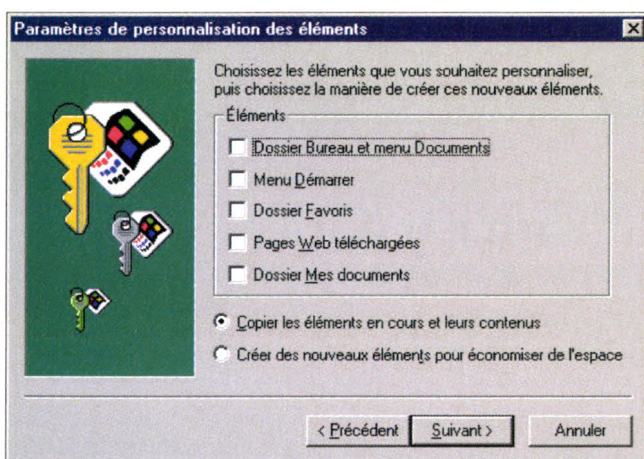 Paramètres de personnalisation des éléments
Choisissez les éléments que vous souhaitez personnaliser,
puis choisissez la manière de créer ces nouveaux éléments.
Éléments
Dossier Bureau et menu Documents
Menu Démarrer
Dossier Favoris
Pages Web téléchargées
Dossier Mes documents
Copier les éléments en cours et leurs contenus
Créer des nouveaux éléments pour économiser de l'espace
< Précédent
Suivant >
Annuler